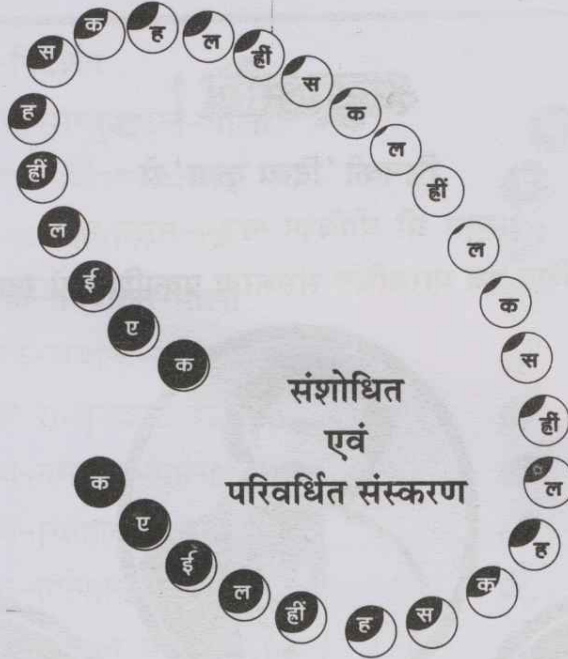 क ए ई ल ह्रीं ह स क ह ल ह्रीं स क ल ह्रीं ल क स ह्रीं ल ह क स ह ह्रीं ल ई ए क
संशोधित
एवं
परिवर्धित संस्करण